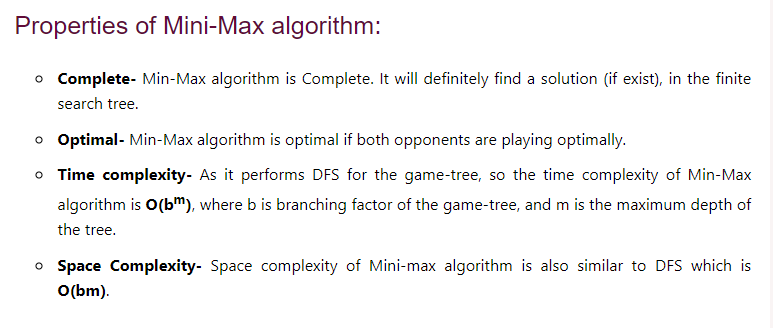 Properties of Mini-Max algorithm:
Complete- Min-Max algorithm is Complete. It will definitely find a solution (if exist), in the finite
search tree.
Optimal- Min-Max algorithm is optimal if both opponents are playing optimally.
Time complexity- As it performs DFS for the game-tree, so the time complexity of Min-Max
algorithm is O(bᵐ), where b is branching factor of the game-tree, and m is the maximum depth of
the tree.
Space Complexity- Space complexity of Mini-max algorithm is also similar to DFS which is
O(bm).